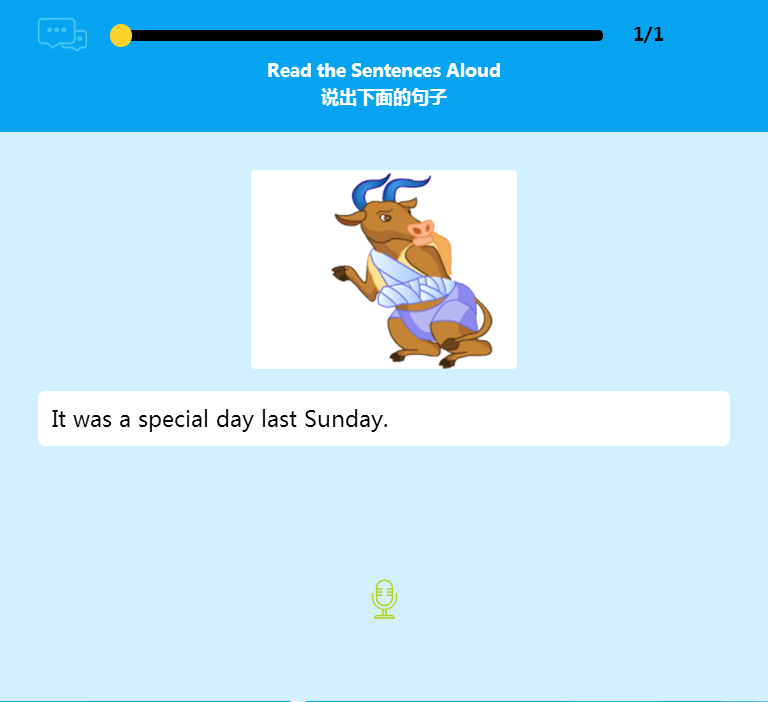 1/1
Read the Sentences Aloud
说出下面的句子
It was a special day last Sunday.